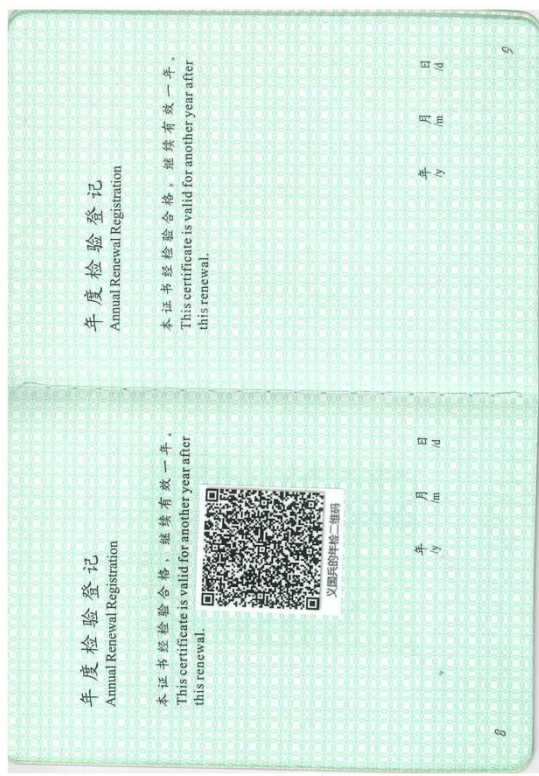 年度检验登记
Annual Renewal Registration
本证书经检验合格，继续有效一年。
This certificate is valid for another year after
this renewal.
义国兵的年检二维码
年 月 日
/y /m /d
8
年度检验登记
Annual Renewal Registration
本证书经检验合格，继续有效一年。
This certificate is valid for another year after
this renewal.
年 月 日
/y /m /d
9